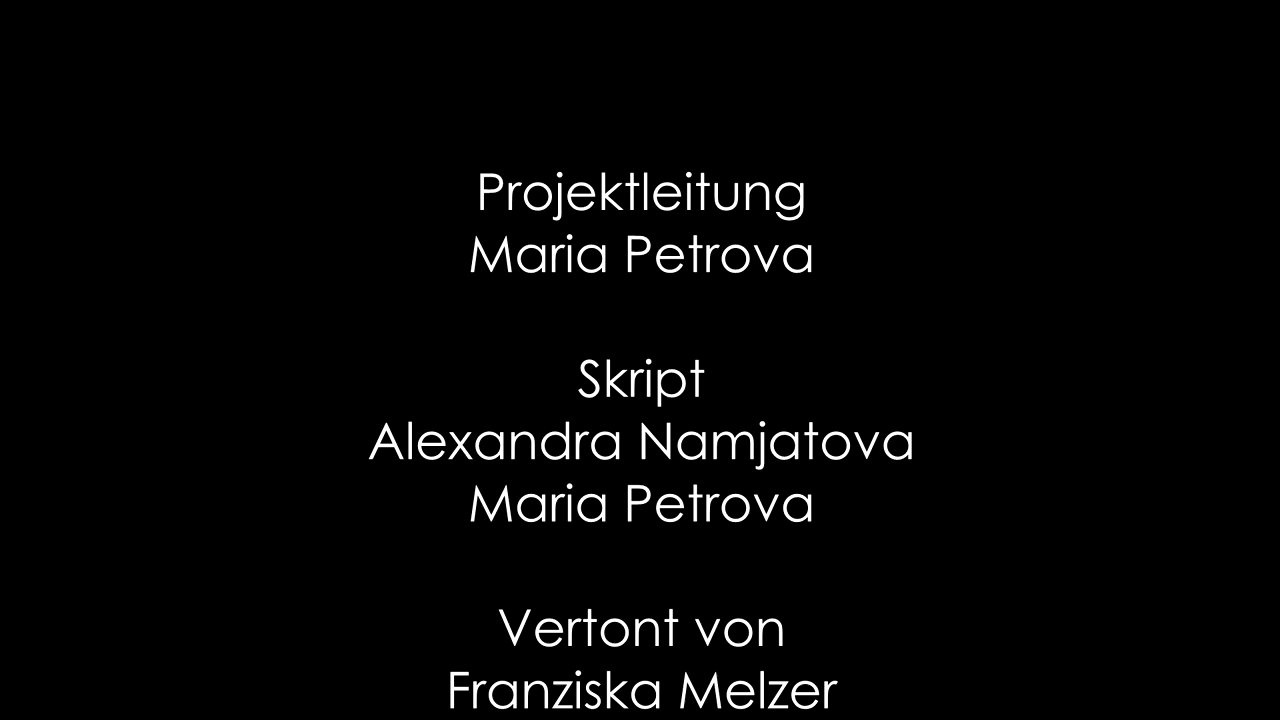 Projektleitung
Maria Petrova
Skript
Alexandra Namjatova
Maria Petrova
Vertont von
Franziska Melzer